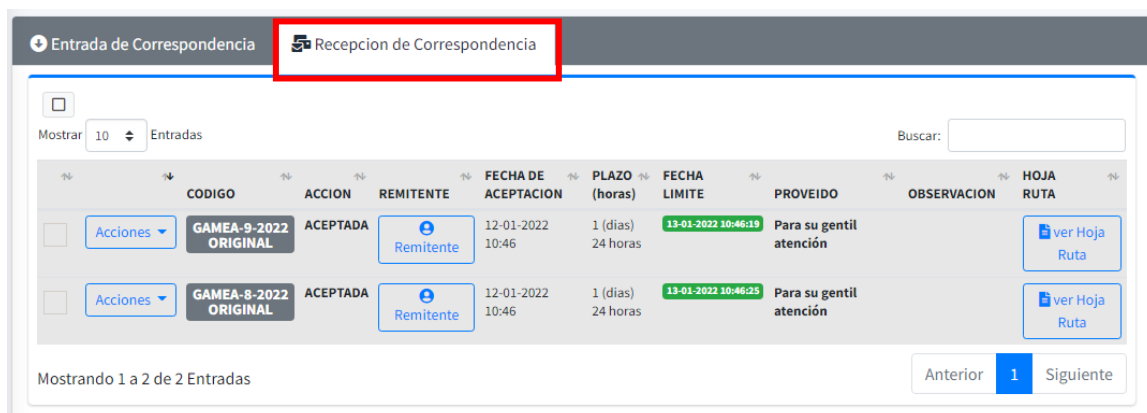 Entrada de Correspondencia Recepcion de Correspondencia
Mostrar 10 Entradas Buscar:
CODIGO ACCION REMITENTE FECHA DE ACEPTACION PLAZO (horas) FECHA LIMITE PROVEIDO OBSERVACION HOJA RUTA
Acciones GAMEA-9-2022 ORIGINAL ACEPTADA Remitente 12-01-2022 10:46 1 (dias) 24 horas 13-01-2022 10:46:19 Para su gentil atención ver Hoja Ruta
Acciones GAMEA-8-2022 ORIGINAL ACEPTADA Remitente 12-01-2022 10:46 1 (dias) 24 horas 13-01-2022 10:46:25 Para su gentil atención ver Hoja Ruta
Mostrando 1 a 2 de 2 Entradas Anterior 1 Siguiente